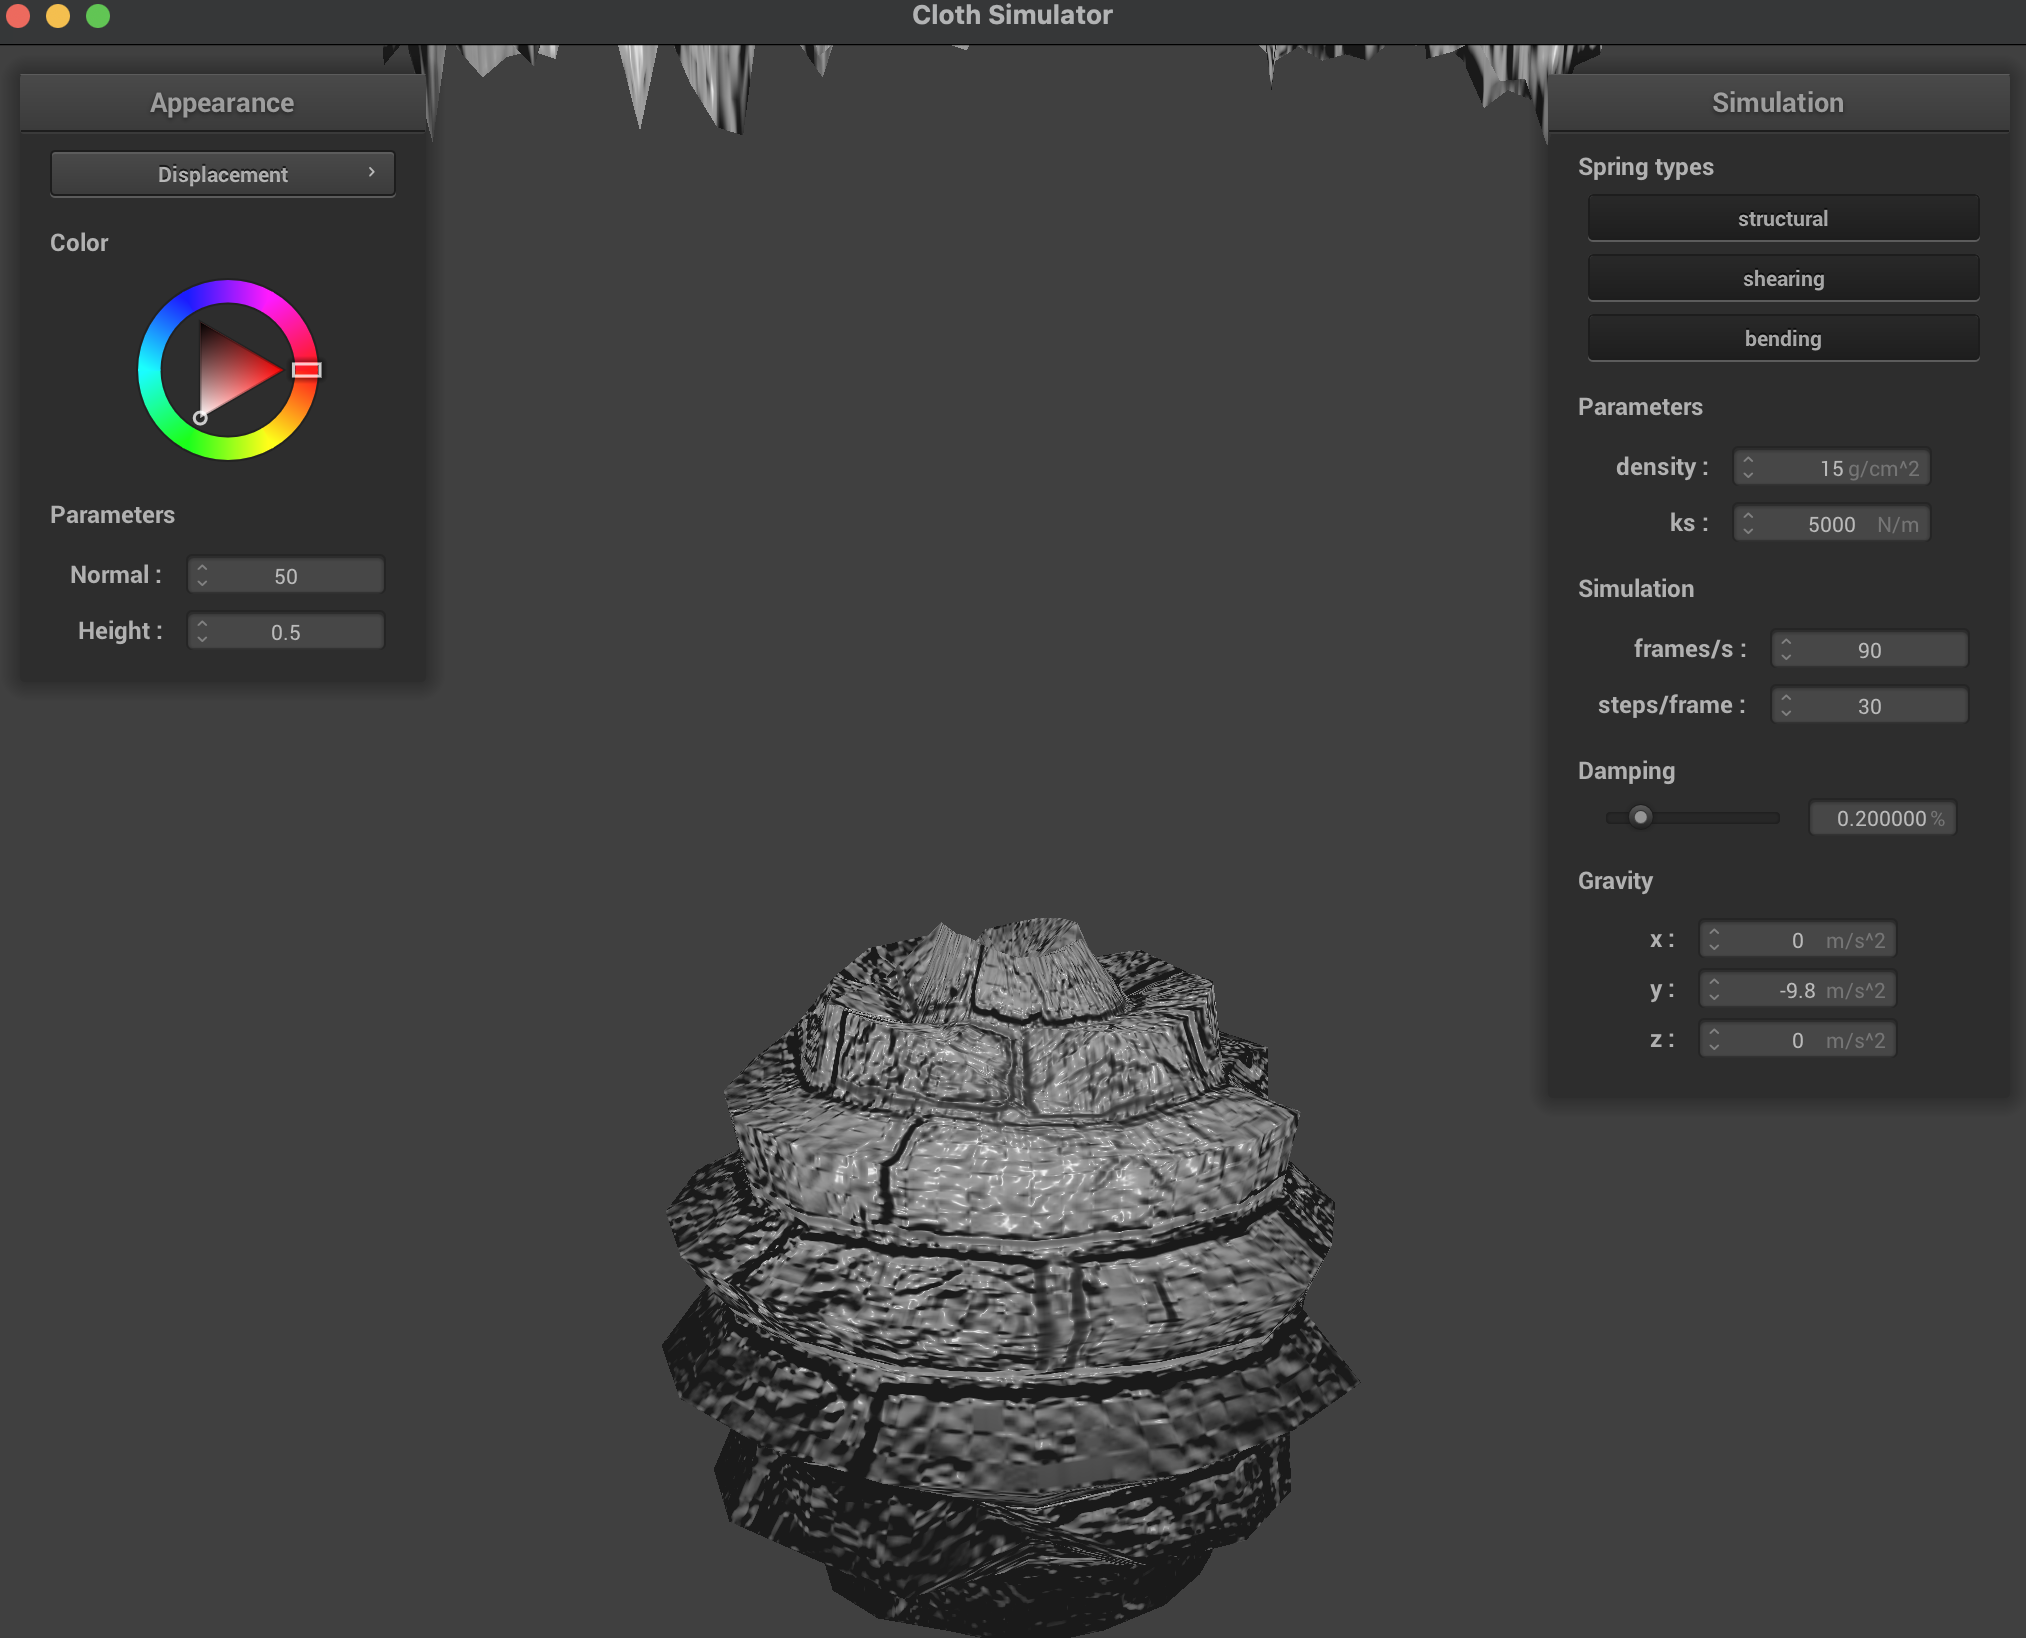 Cloth Simulator
Appearance
Displacement
Color
Parameters
Normal : 50
Height : 0.5
Simulation
Spring types
structural
shearing
bending
Parameters
density : 15 g/cm^2
ks : 5000 N/m
Simulation
frames/s : 90
steps/frame : 30
Damping
0.200000 %
Gravity
x : 0 m/s^2
y : -9.8 m/s^2
z : 0 m/s^2